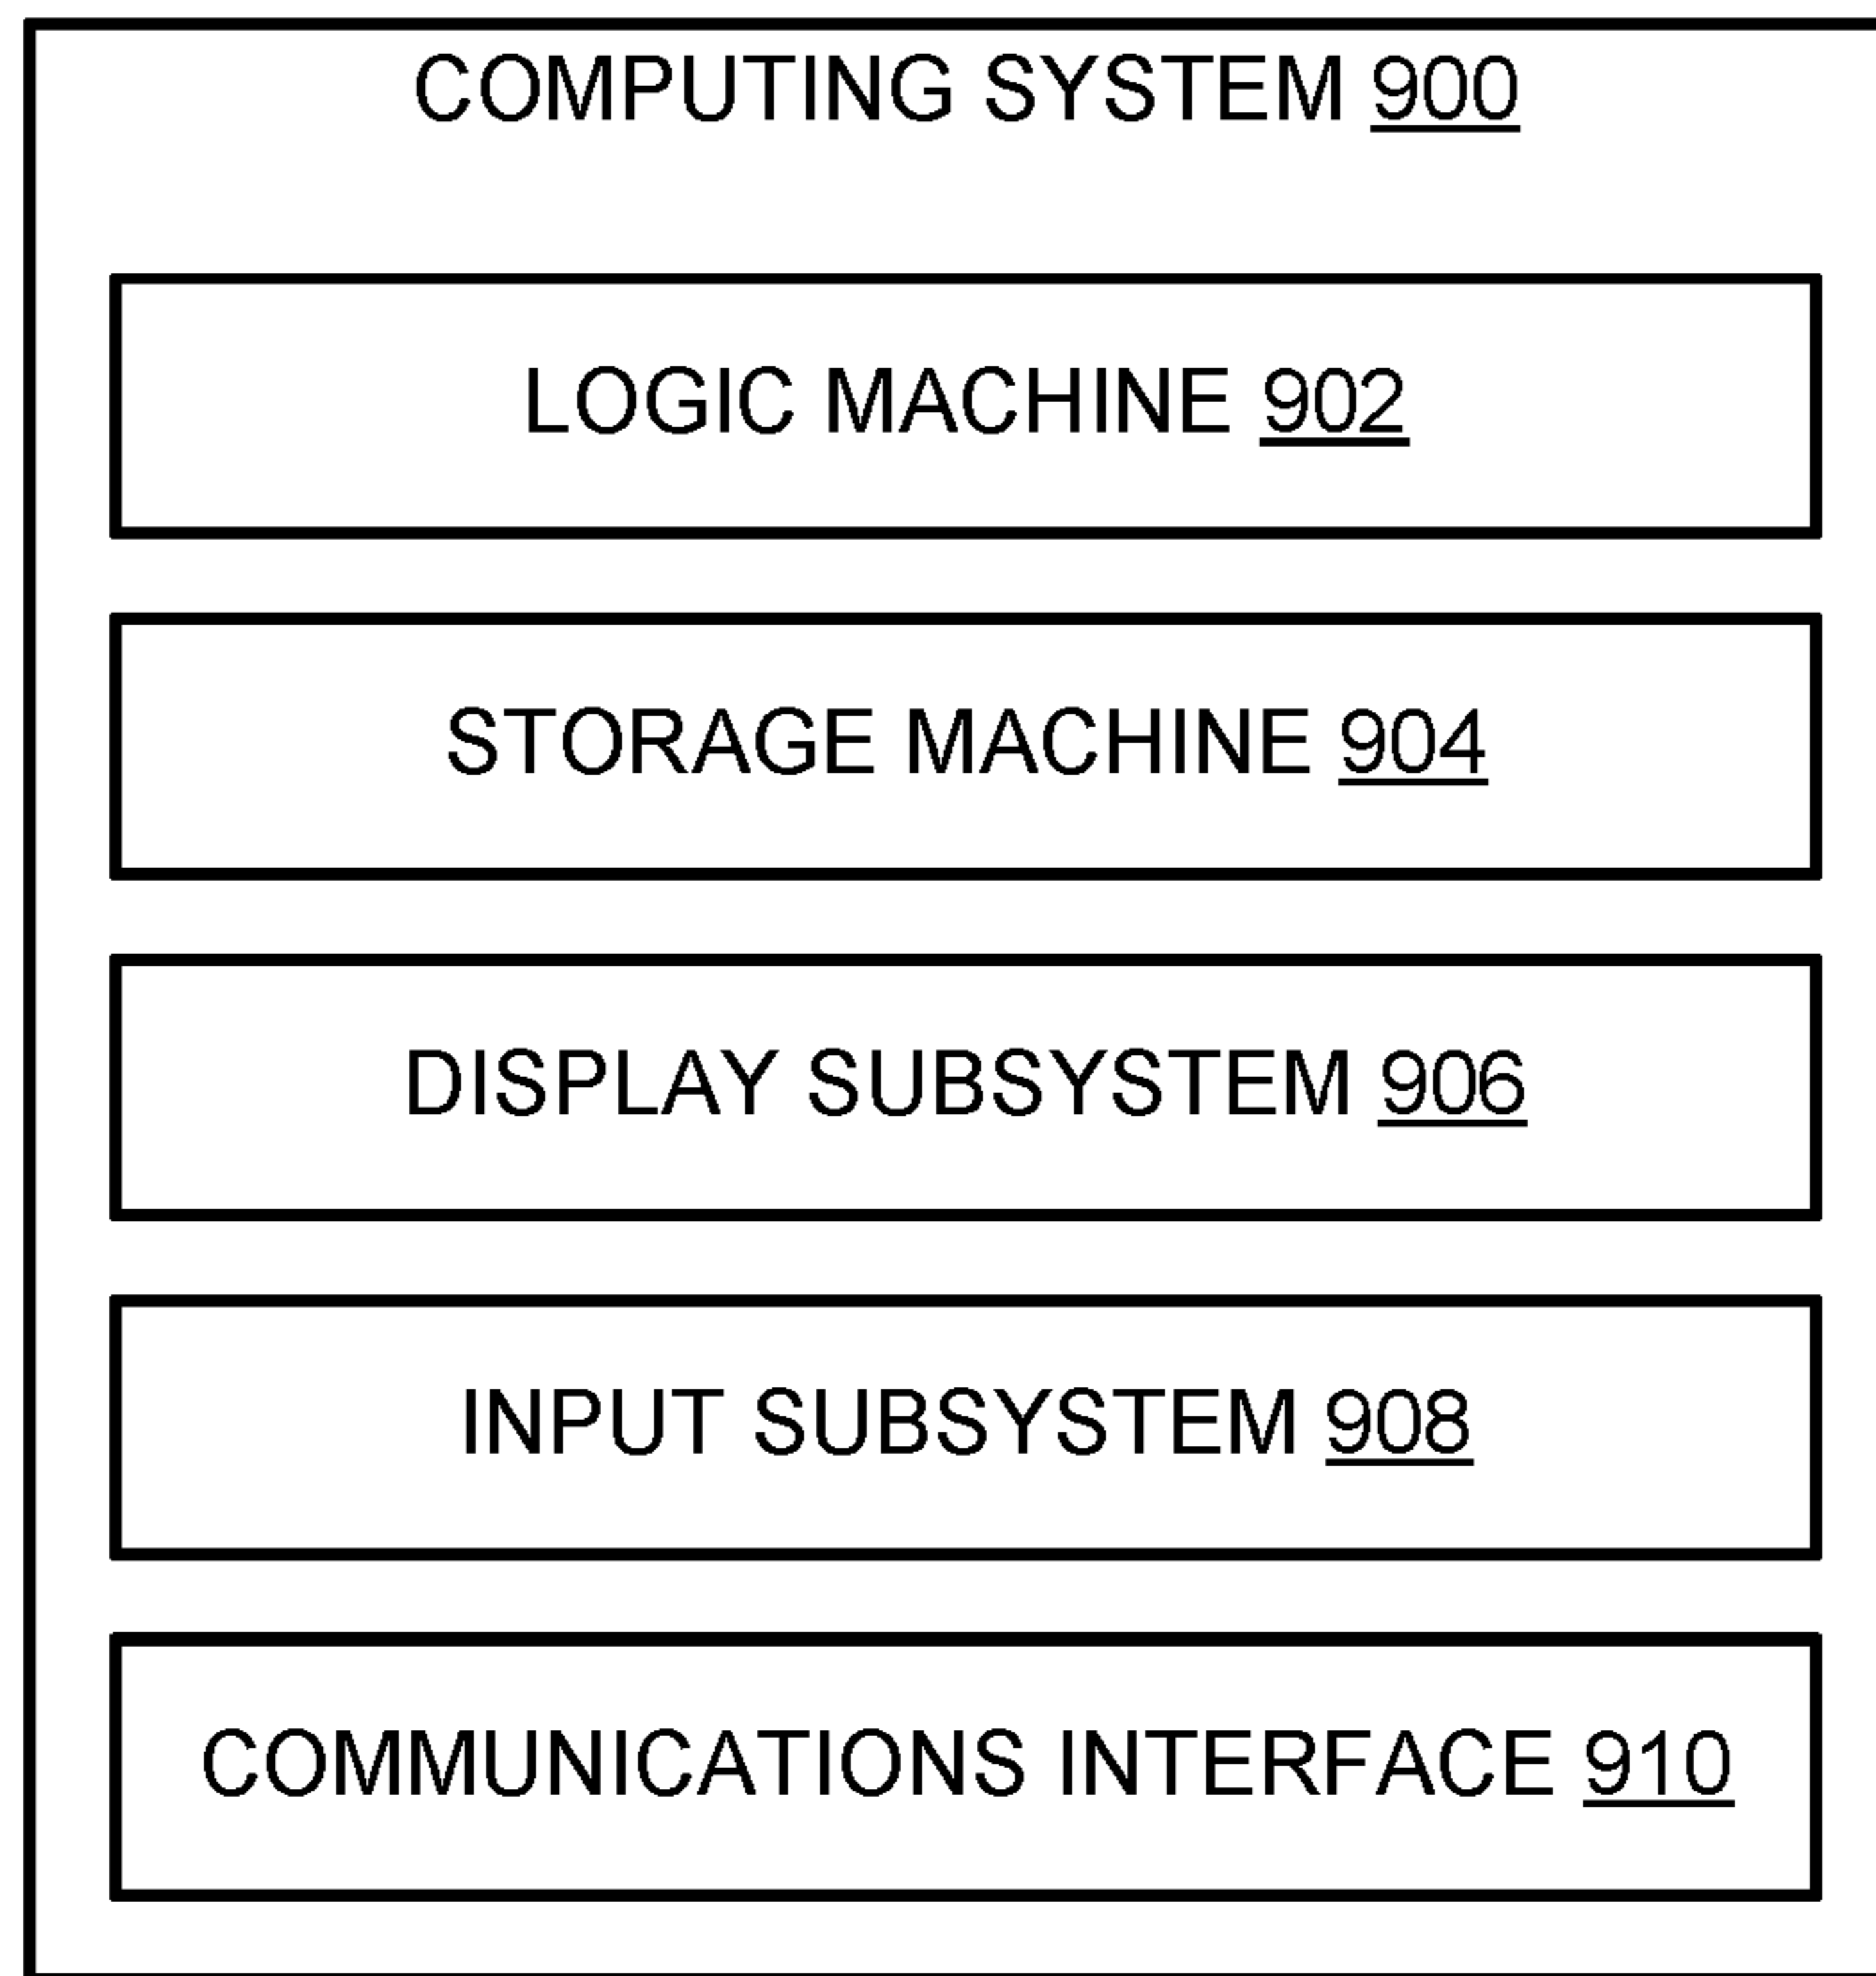 COMPUTING SYSTEM 900
LOGIC MACHINE 902
STORAGE MACHINE 904
DISPLAY SUBSYSTEM 906
INPUT SUBSYSTEM 908
COMMUNICATIONS INTERFACE 910